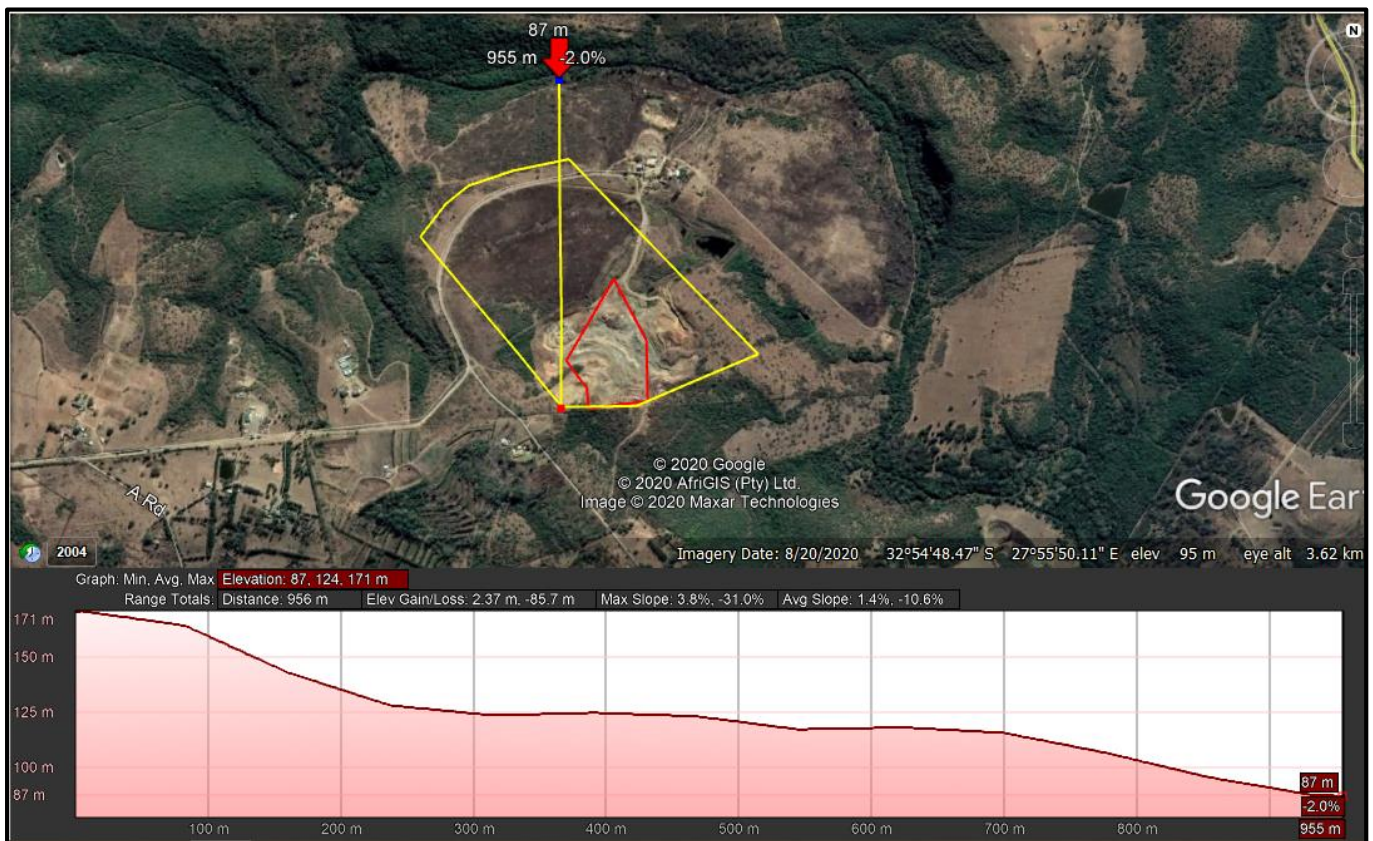 87 m
955 m -2.0%
N
A Rd
© 2020 Google
© 2020 AfriGIS (Pty) Ltd.
Image © 2020 Maxar Technologies
Google Ear
2004
Imagery Date: 8/20/2020 32°54'48.47" S 27°55'50.11" E elev 95 m eye alt 3.62 km
Graph: Min, Avg, Max Elevation: 87, 124, 171 m
Range Totals: Distance: 956 m Elev Gain/Loss: 2.37 m, -85.7 m Max Slope: 3.8%, -31.0% Avg Slope: 1.4%, -10.6%
171 m
150 m
125 m
100 m
87 m
87 m
-2.0%
100 m 200 m 300 m 400 m 500 m 600 m 700 m 800 m 955 m